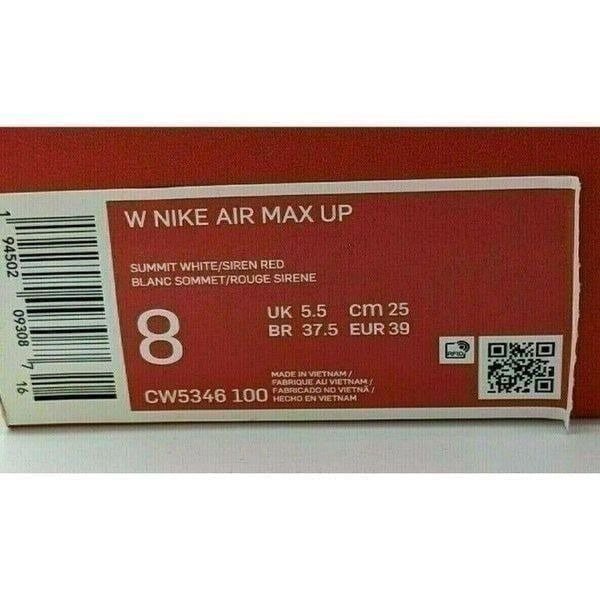 W NIKE AIR MAX UP
SUMMIT WHITE/SIREN RED
BLANC SOMMET/ROUGE SIRENE
8
UK 5.5 cm 25
BR 37.5 EUR 39
CW5346 100
MADE IN VIETNAM /
FABRIQUE AU VIETNAM /
FABRICADO NO VIETNÃ /
HECHO EN VIETNAM
RFID
1 94502 09308 7 16